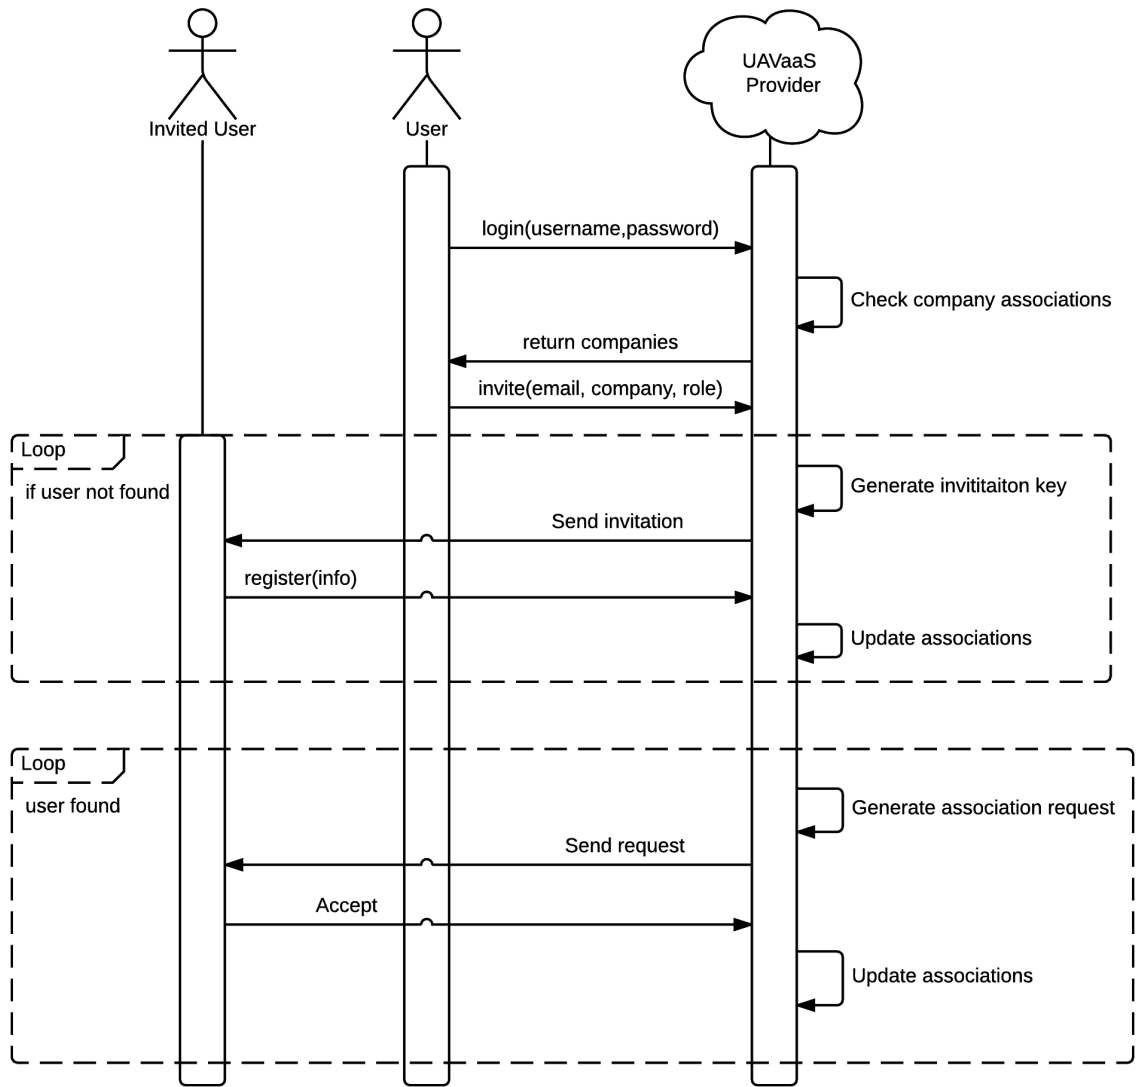 Invited User
User
UAVaaS
Provider
login(username,password)
Check company associations
return companies
invite(email, company, role)
Loop
if user not found
Generate invititaiton key
Send invitation
register(info)
Update associations
Loop
user found
Generate association request
Send request
Accept
Update associations